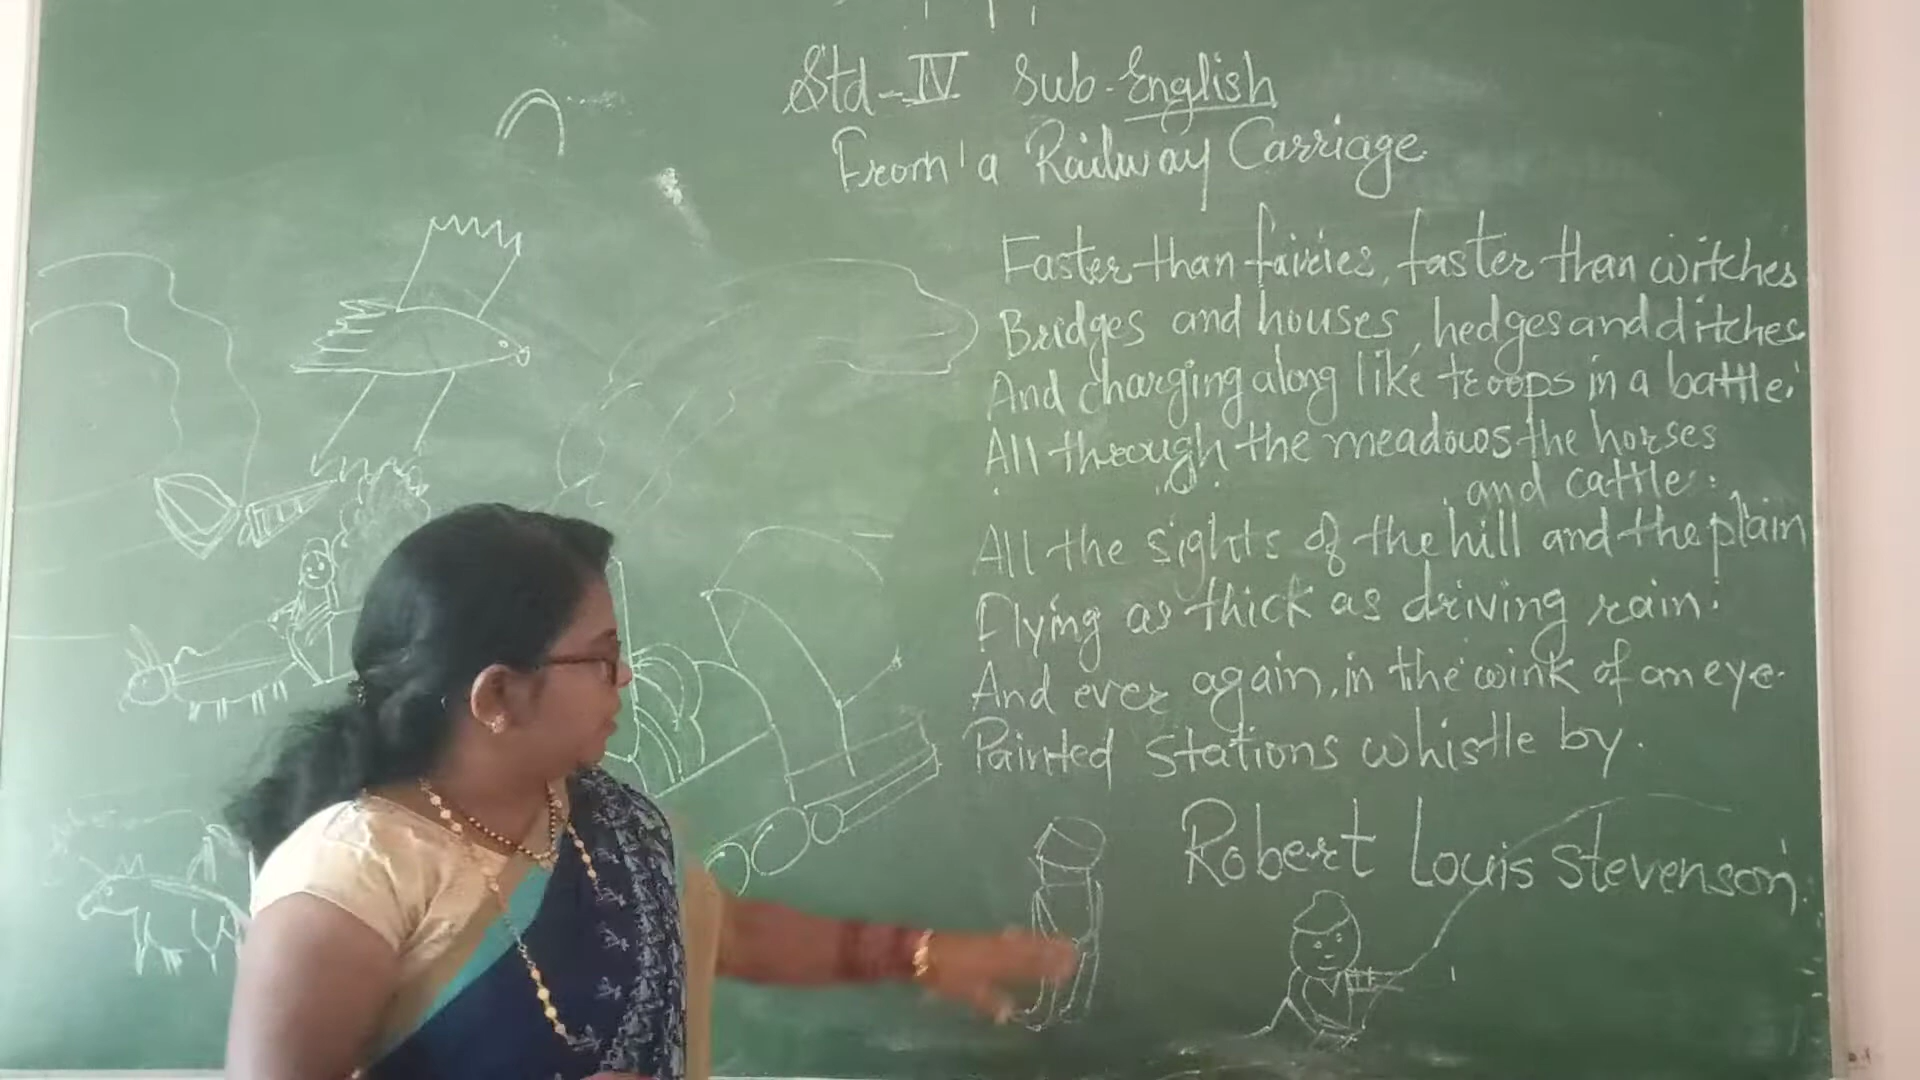 Std-IV Sub-English
From a Railway Carriage
Faster than fairies, faster than witches
Bridges and houses, hedges and ditches
And charging along like troops in a battle.
All through the meadows the horses
and cattle:
All the sights of the hill and the plain
Flying as thick as driving rain.
And ever again, in the wink of an eye.
Painted stations whistle by.
Robert Louis Stevenson.